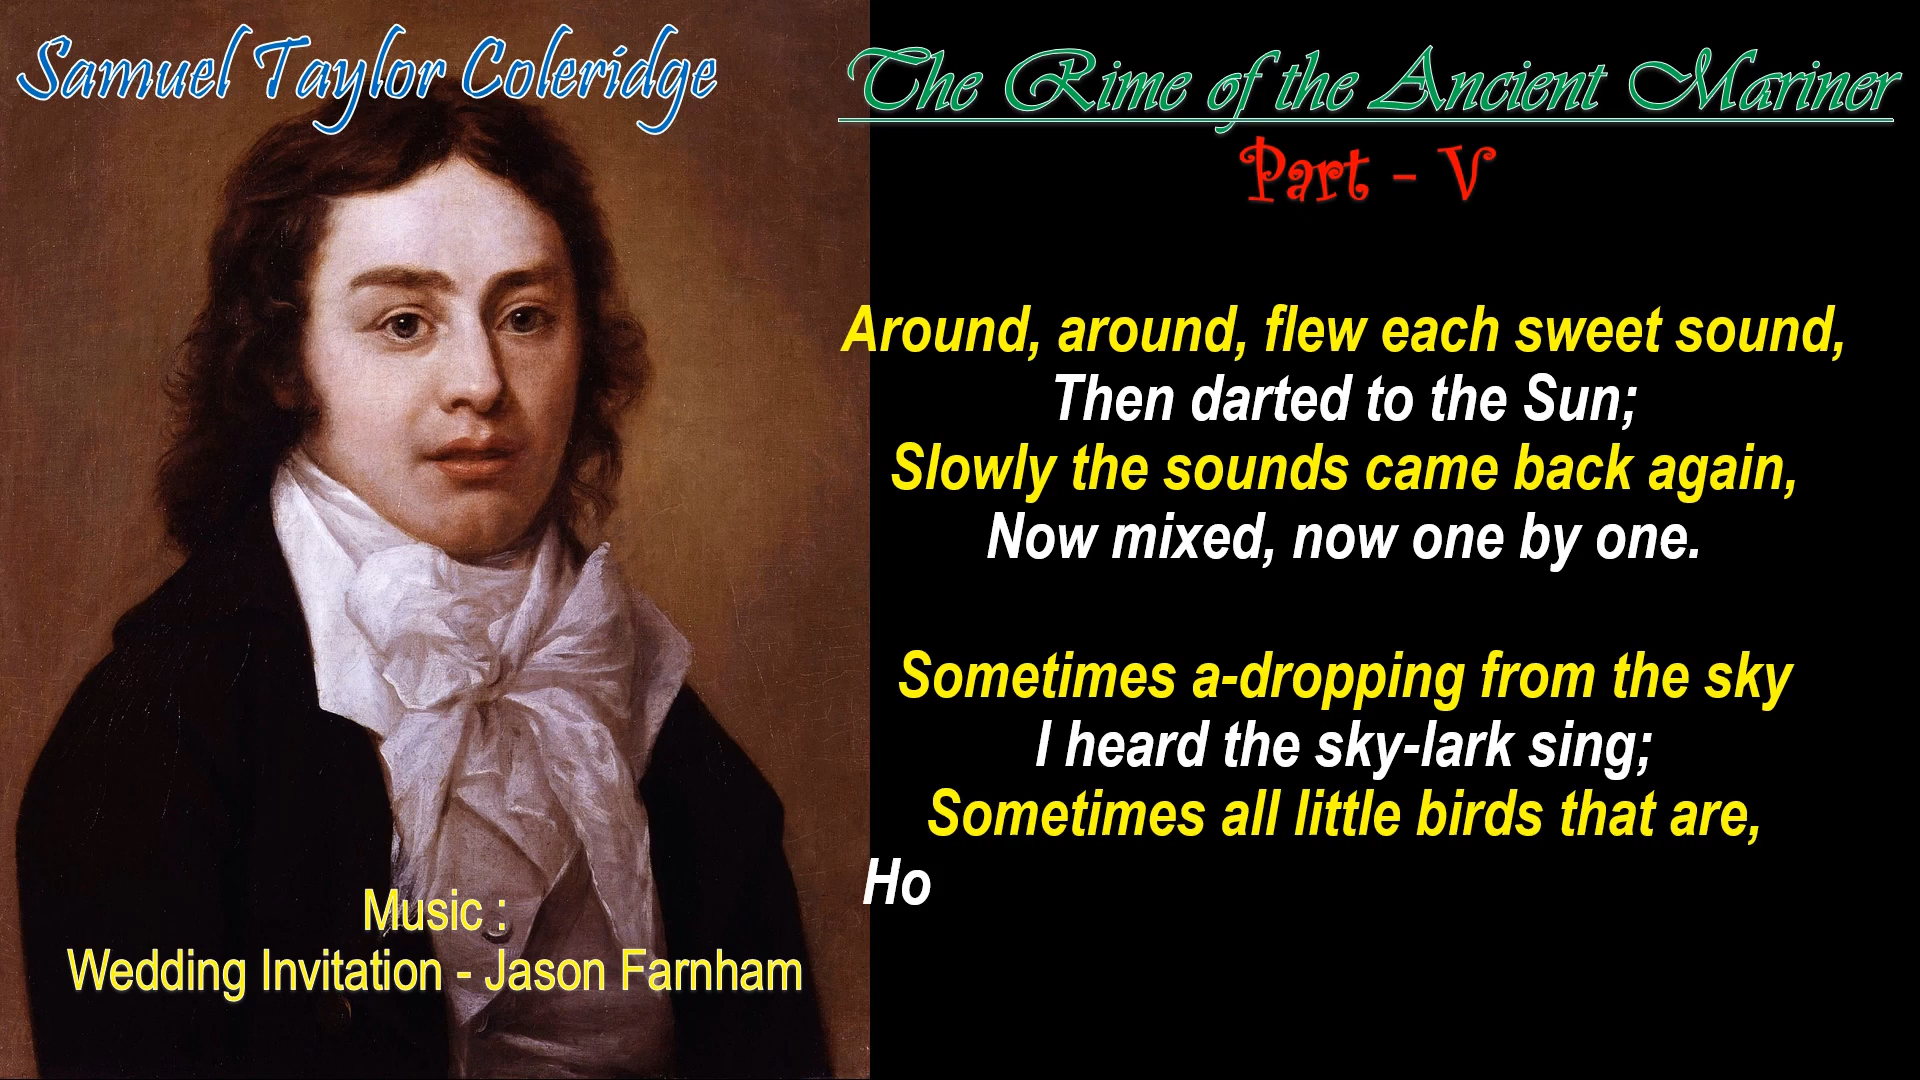 Samuel Taylor Coleridge
The Rime of the Ancient Mariner
Part - V
Around, around, flew each sweet sound,
Then darted to the Sun;
Slowly the sounds came back again,
Now mixed, now one by one.
Sometimes a-dropping from the sky
I heard the sky-lark sing;
Sometimes all little birds that are,
Ho
Music :
Wedding Invitation - Jason Farnham